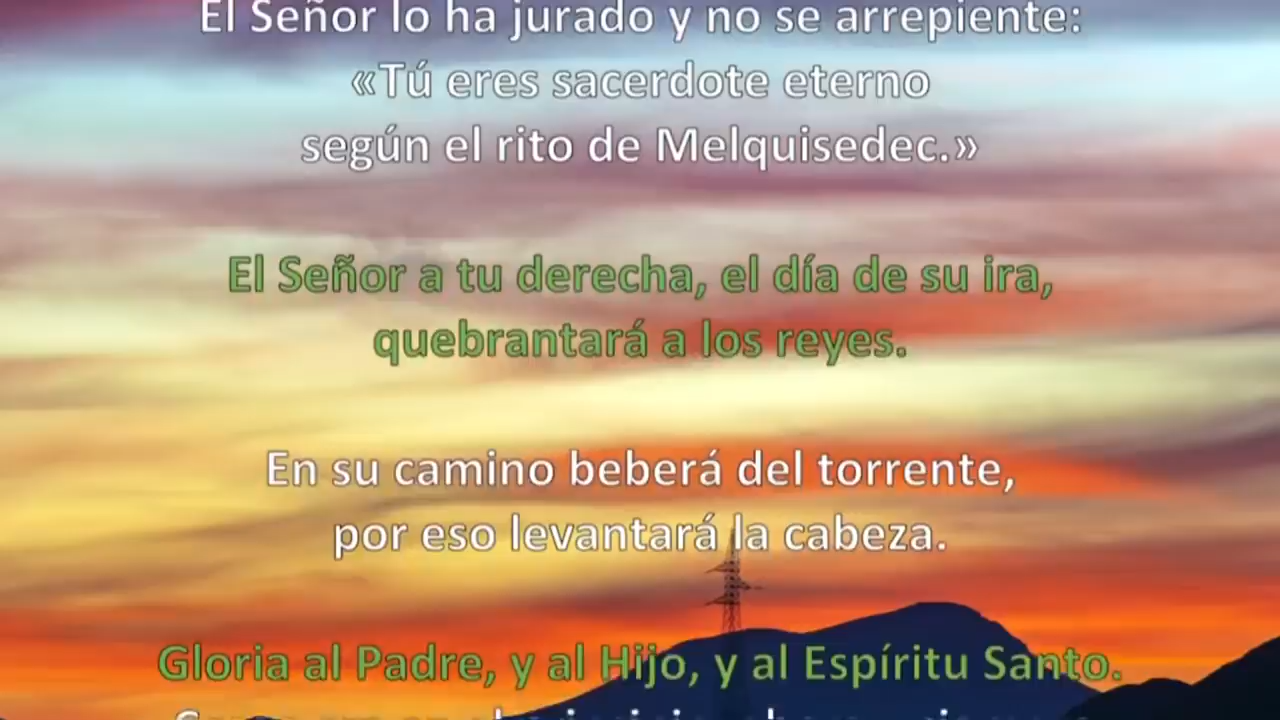 El Señor lo ha jurado y no se arrepiente:
«Tú eres sacerdote eterno
según el rito de Melquisedec.»
El Señor a tu derecha, el día de su ira,
quebrantará a los reyes.
En su camino beberá del torrente,
por eso levantará la cabeza.
Gloria al Padre, y al Hijo, y al Espíritu Santo.